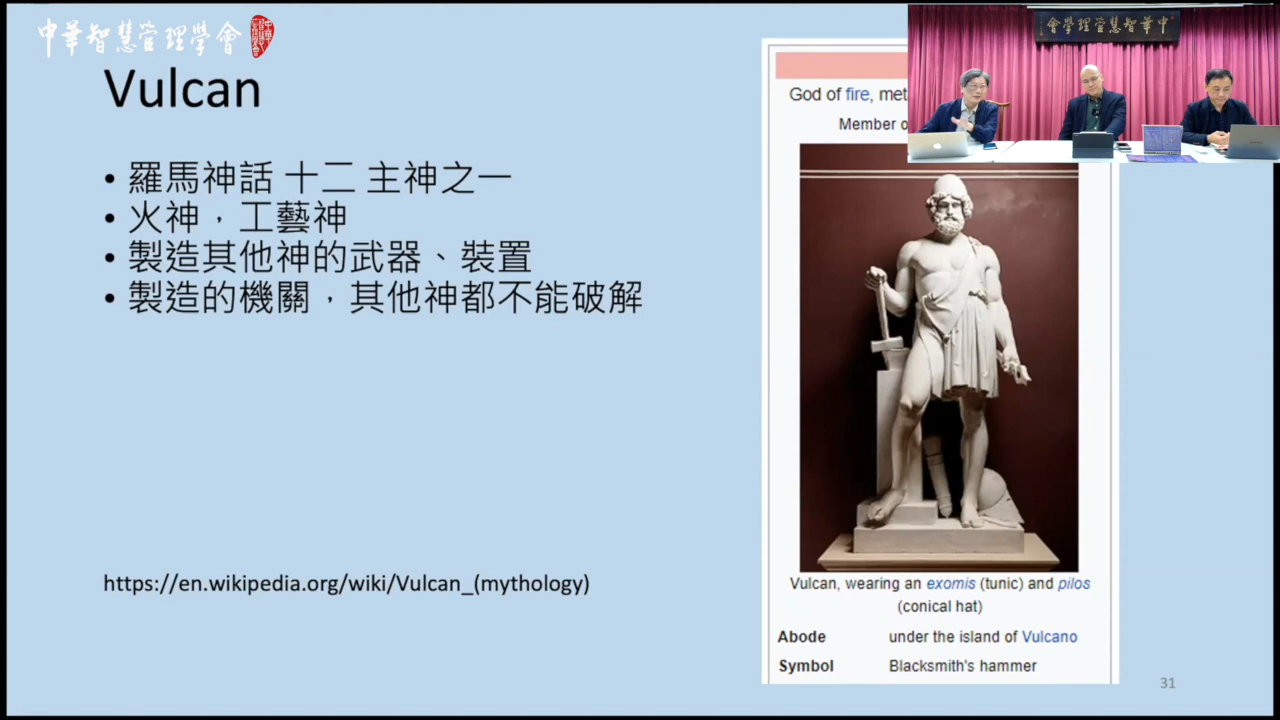 中華智慧管理學會
Vulcan
• 羅馬神話 十二 主神之一
• 火神，工藝神
• 製造其他神的武器、裝置
• 製造的機關，其他神都不能破解
https://en.wikipedia.org/wiki/Vulcan_(mythology)
God of fire, met
Member o
Vulcan, wearing an exomis (tunic) and pilos
(conical hat)
Abode under the island of Vulcano
Symbol Blacksmith's hammer
31
會學理管慧智華中